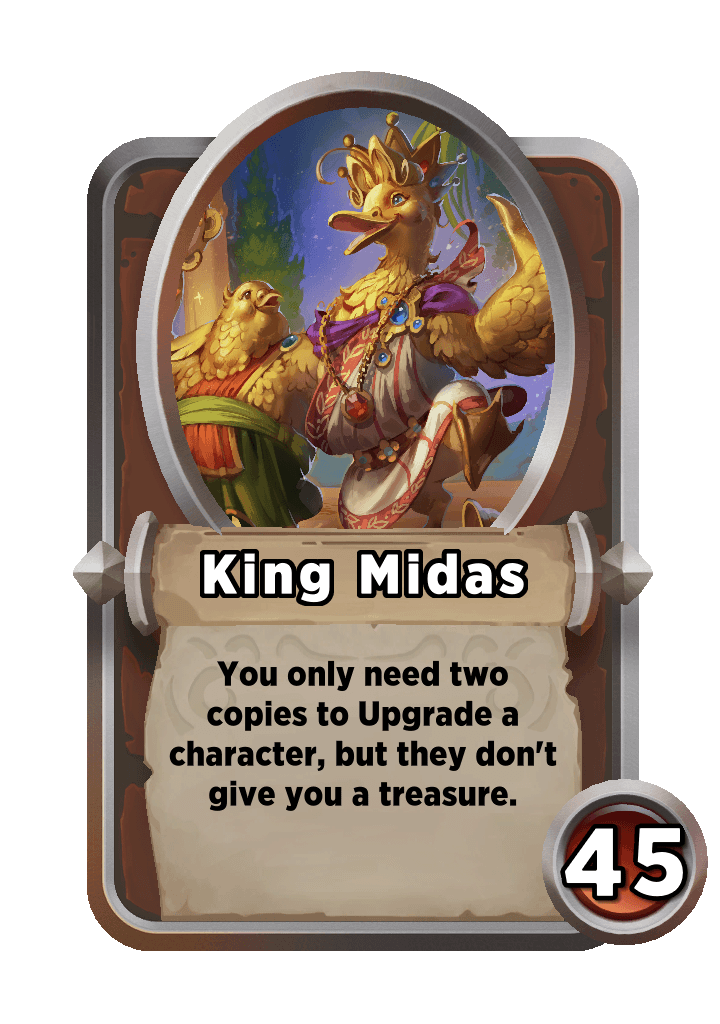 King Midas
You only need two
copies to Upgrade a
character, but they don't
give you a treasure.
45